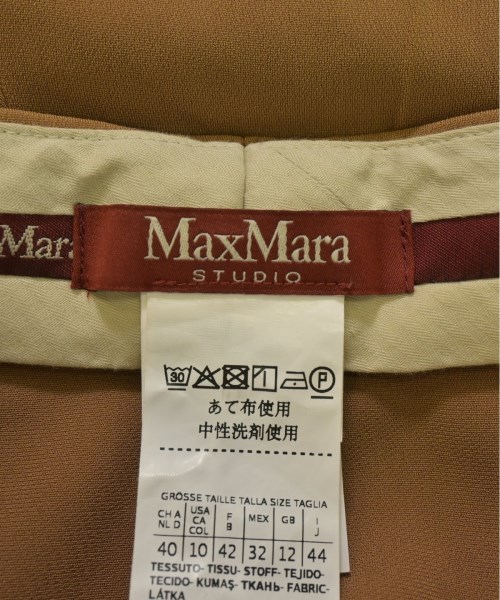 Mara
MaxMara
STUDIO
30 P
あて布使用
中性洗剤使用
GRÖSSE TAILLE TALLA SIZE TAGLIA
CH A NL D USA CA COL F B MEX GB I J
40 10 42 32 12 44
TESSUTO-TISSU-STOFF-TEJIDO-
TECIDO-KUMAŞ-ТКАНЬ-FABRIC-
LÁTKA